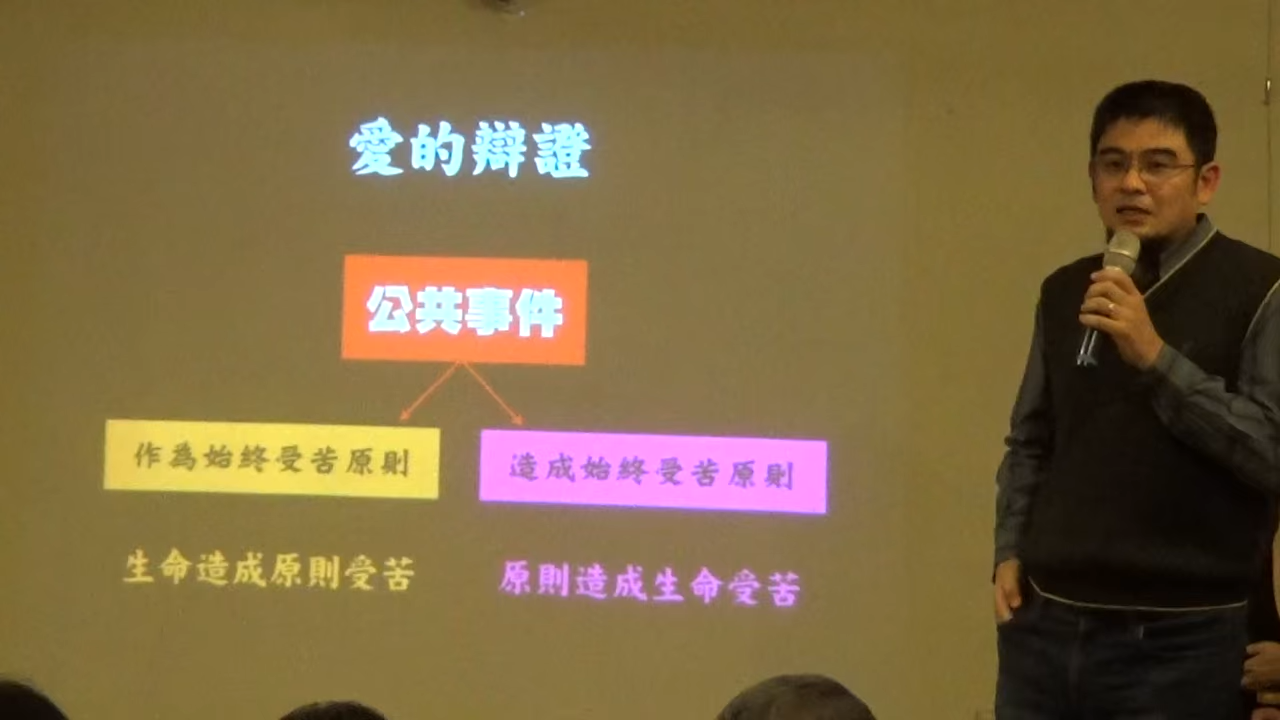 愛的辯證
公共事件
作為始終受苦原則
造成始終受苦原則
生命造成原則受苦
原則造成生命受苦